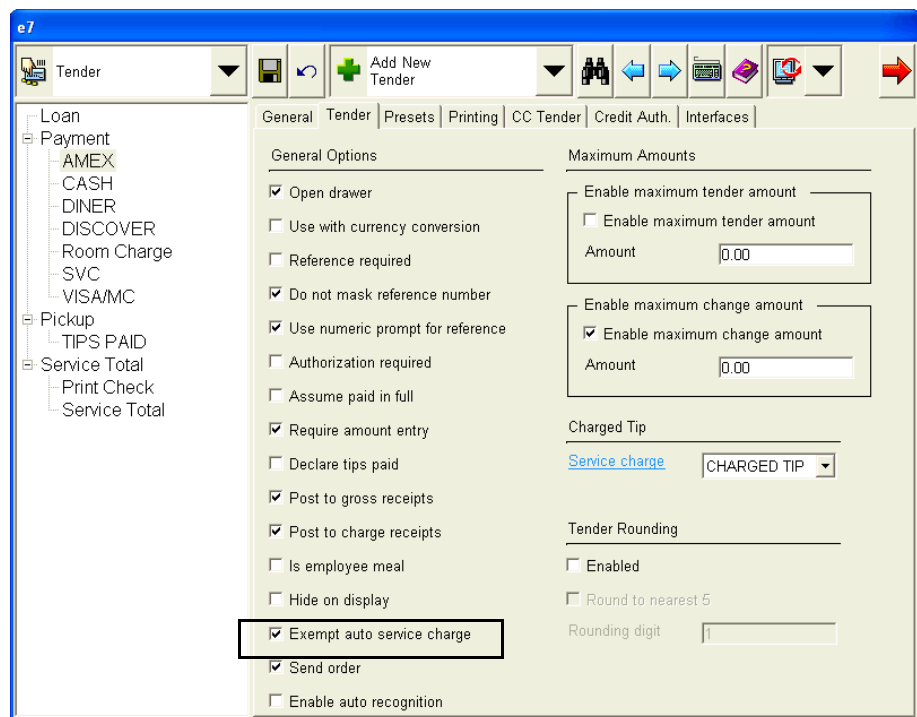 e7
Tender
Add New
Tender
Loan
Payment
AMEX
CASH
DINER
DISCOVER
Room Charge
SVC
VISA/MC
Pickup
TIPS PAID
Service Total
Print Check
Service Total
General Tender Presets Printing CC Tender Credit Auth. Interfaces
General Options
Open drawer
Use with currency conversion
Reference required
Do not mask reference number
Use numeric prompt for reference
Authorization required
Assume paid in full
Require amount entry
Declare tips paid
Post to gross receipts
Post to charge receipts
Is employee meal
Hide on display
Exempt auto service charge
Send order
Enable auto recognition
Maximum Amounts
Enable maximum tender amount
Enable maximum tender amount
Amount 0.00
Enable maximum change amount
Enable maximum change amount
Amount 0.00
Charged Tip
Service charge CHARGED TIP
Tender Rounding
Enabled
Round to nearest 5
Rounding digit 1